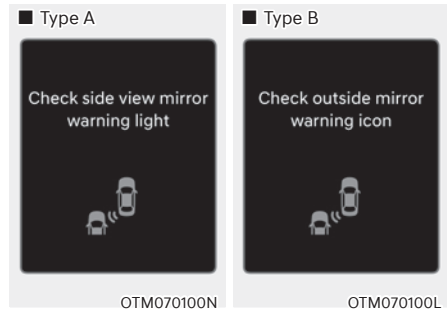 ■ Type A
Check side view mirror
warning light
OTM070100N
■ Type B
Check outside mirror
warning icon
OTM070100L